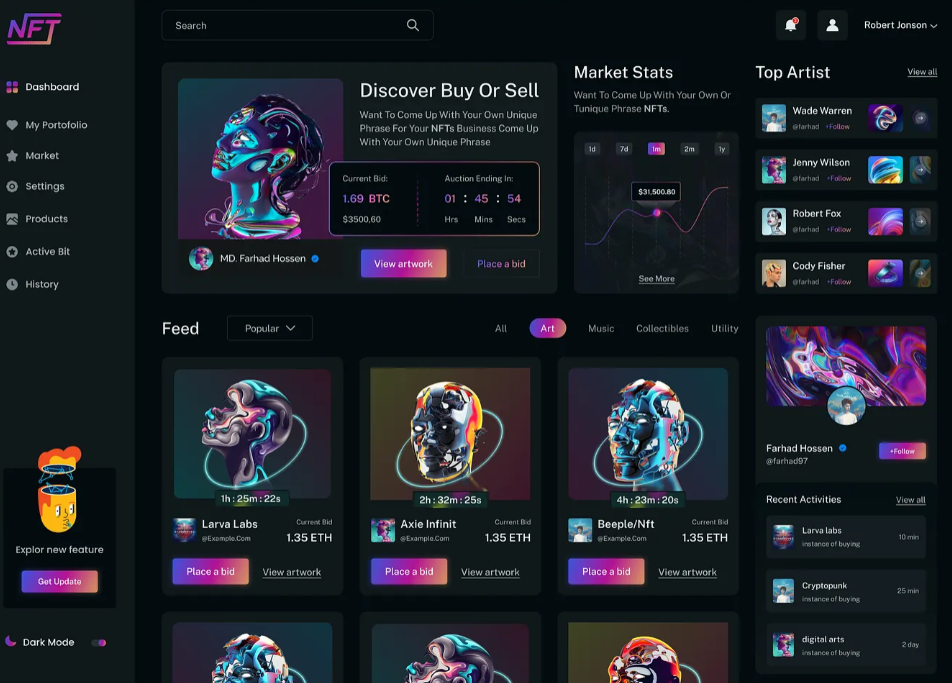 NFT
Dashboard
My Portofolio
Market
Settings
Products
Active Bit
History
Explor new feature
Get Update
Dark Mode
Search
Robert Jonson
Discover Buy Or Sell
Want To Come Up With Your Own Unique
Phrase For Your NFTs Business Come Up
With Your Own Unique Phrase
Current Bid:
1.69 BTC
$3500,60
Auction Ending In:
01 : 45 : 54
Hrs Mins Secs
MD. Farhad Hossen
View artwork
Place a bid
Market Stats
Want To Come Up With Your Own Or
Tunique Phrase NFTs.
1d 7d 1m 2m 1y
$31,500.80
See More
Top Artist
View all
Wade Warren
@farhad +Follow
Jenny Wilson
@farhad +Follow
Robert Fox
@farhad +Follow
Cody Fisher
@farhad +Follow
Feed
Popular
All Art Music Collectibles Utility
1h : 25m : 22s
Larva Labs
@Example.Com
Current Bid
1.35 ETH
Place a bid
View artwork
2h : 32m : 25s
Axie Infinit
@Example.Com
Current Bid
1.35 ETH
Place a bid
View artwork
4h : 23m : 20s
Beeple/Nft
@Example.Com
Current Bid
1.35 ETH
Place a bid
View artwork
Farhad Hossen
@farhad97
+Follow
Recent Activities
View all
Larva labs
instance of buying
10 min
Cryptopunk
instance of buying
25 min
digital arts
instance of buying
2 day